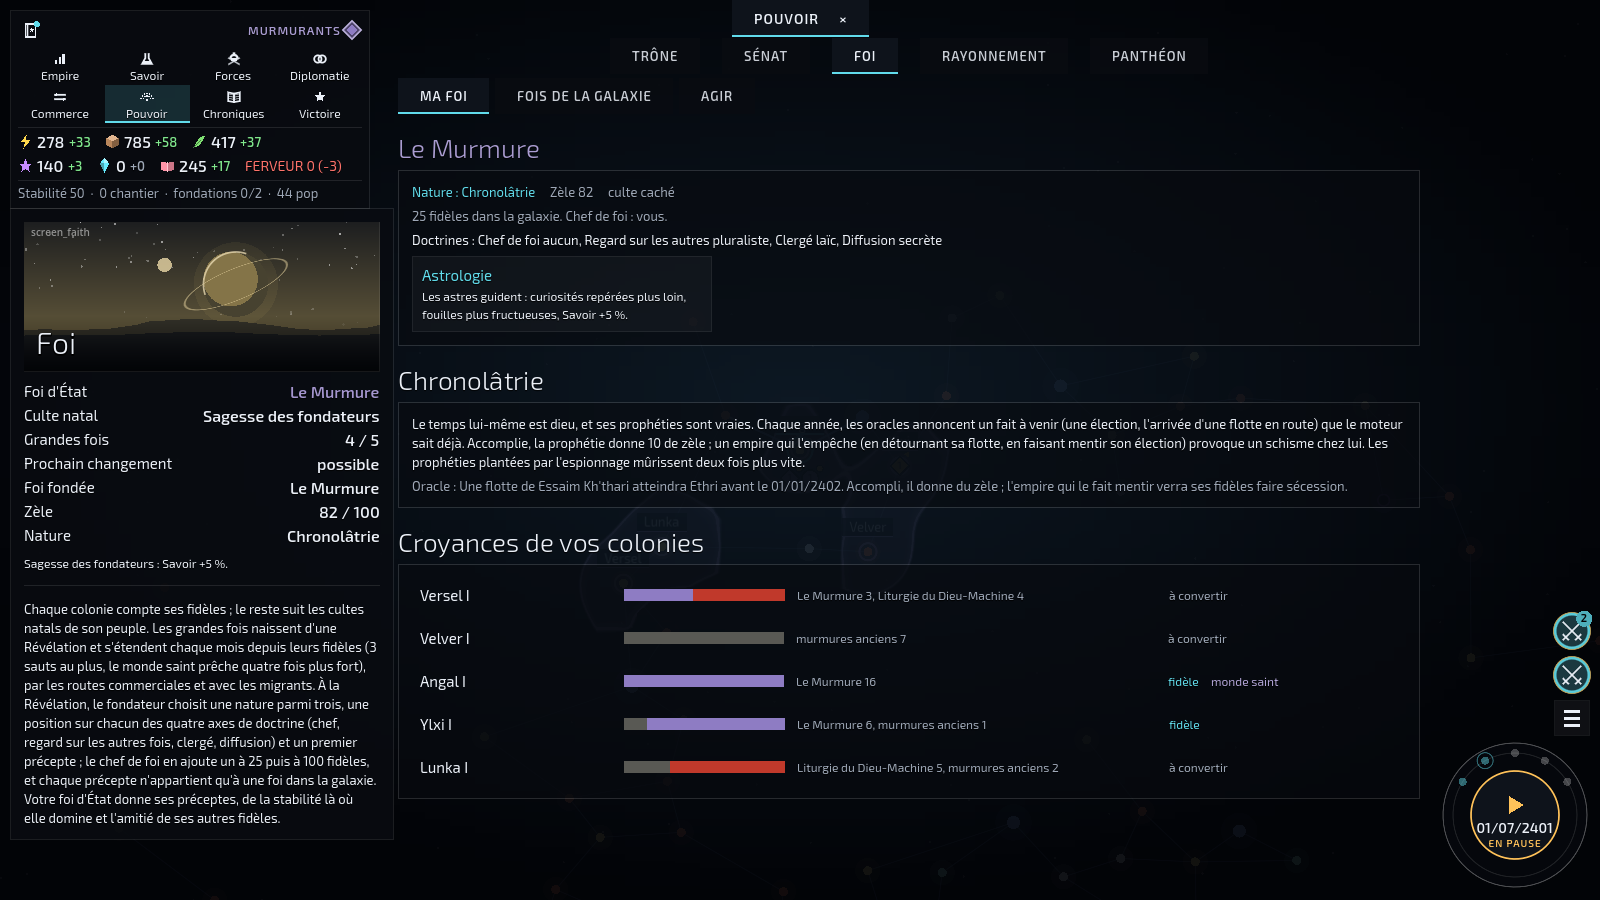 POUVOIR ×
MURMURANTS
Empire Savoir Forces Diplomatie
Commerce Pouvoir Chroniques Victoire
278 +33 785 +58 417 +37
140 +3 0 +0 245 +17 FERVEUR 0 (-3)
Stabilité 50 · 0 chantier · fondations 0/2 · 44 pop
TRÔNE SÉNAT FOI RAYONNEMENT PANTHÉON
MA FOI FOIS DE LA GALAXIE AGIR
screen_faith
Foi
Foi d'État Le Murmure
Culte natal Sagesse des fondateurs
Grandes fois 4 / 5
Prochain changement possible
Foi fondée Le Murmure
Zèle 82 / 100
Nature Chronolâtrie
Sagesse des fondateurs : Savoir +5 %.
Chaque colonie compte ses fidèles ; le reste suit les cultes
natals de son peuple. Les grandes fois naissent d'une
Révélation et s'étendent chaque mois depuis leurs fidèles (3
sauts au plus, le monde saint prêche quatre fois plus fort),
par les routes commerciales et avec les migrants. À la
Révélation, le fondateur choisit une nature parmi trois, une
position sur chacun des quatre axes de doctrine (chef,
regard sur les autres fois, clergé, diffusion) et un premier
précepte ; le chef de foi en ajoute un à 25 puis à 100 fidèles,
et chaque précepte n'appartient qu'à une foi dans la galaxie.
Votre foi d'État donne ses préceptes, de la stabilité là où
elle domine et l'amitié de ses autres fidèles.
Le Murmure
Nature : Chronolâtrie Zèle 82 culte caché
25 fidèles dans la galaxie. Chef de foi : vous.
Doctrines : Chef de foi aucun, Regard sur les autres pluraliste, Clergé laïc, Diffusion secrète
Astrologie
Les astres guident : curiosités repérées plus loin,
fouilles plus fructueuses, Savoir +5 %.
Chronolâtrie
Le temps lui-même est dieu, et ses prophéties sont vraies. Chaque année, les oracles annoncent un fait à venir (une élection, l'arrivée d'une flotte en route) que le moteur
sait déjà. Accomplie, la prophétie donne 10 de zèle ; un empire qui l'empêche (en détournant sa flotte, en faisant mentir son élection) provoque un schisme chez lui. Les
prophéties plantées par l'espionnage mûrissent deux fois plus vite.
Oracle : Une flotte de Essaim Kh'thari atteindra Ethri avant le 01/01/2402. Accompli, il donne du zèle ; l'empire qui le fait mentir verra ses fidèles faire sécession.
Lunka
Velver
Versel
Croyances de vos colonies
Versel I Le Murmure 3, Liturgie du Dieu-Machine 4 à convertir
Velver I murmures anciens 7 à convertir
Angal I Le Murmure 16 fidèle monde saint
Ylxi I Le Murmure 6, murmures anciens 1 fidèle
Lunka I Liturgie du Dieu-Machine 5, murmures anciens 2 à convertir
2
01/07/2401
EN PAUSE